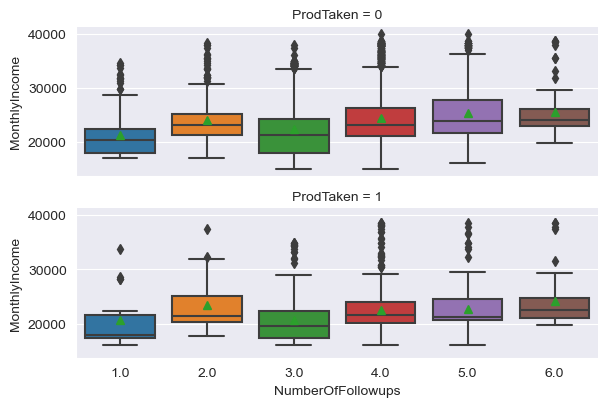 ProdTaken = 0
40000
30000
20000
MonthlyIncome
ProdTaken = 1
40000
30000
20000
MonthlyIncome
1.0 2.0 3.0 4.0 5.0 6.0
NumberOfFollowups